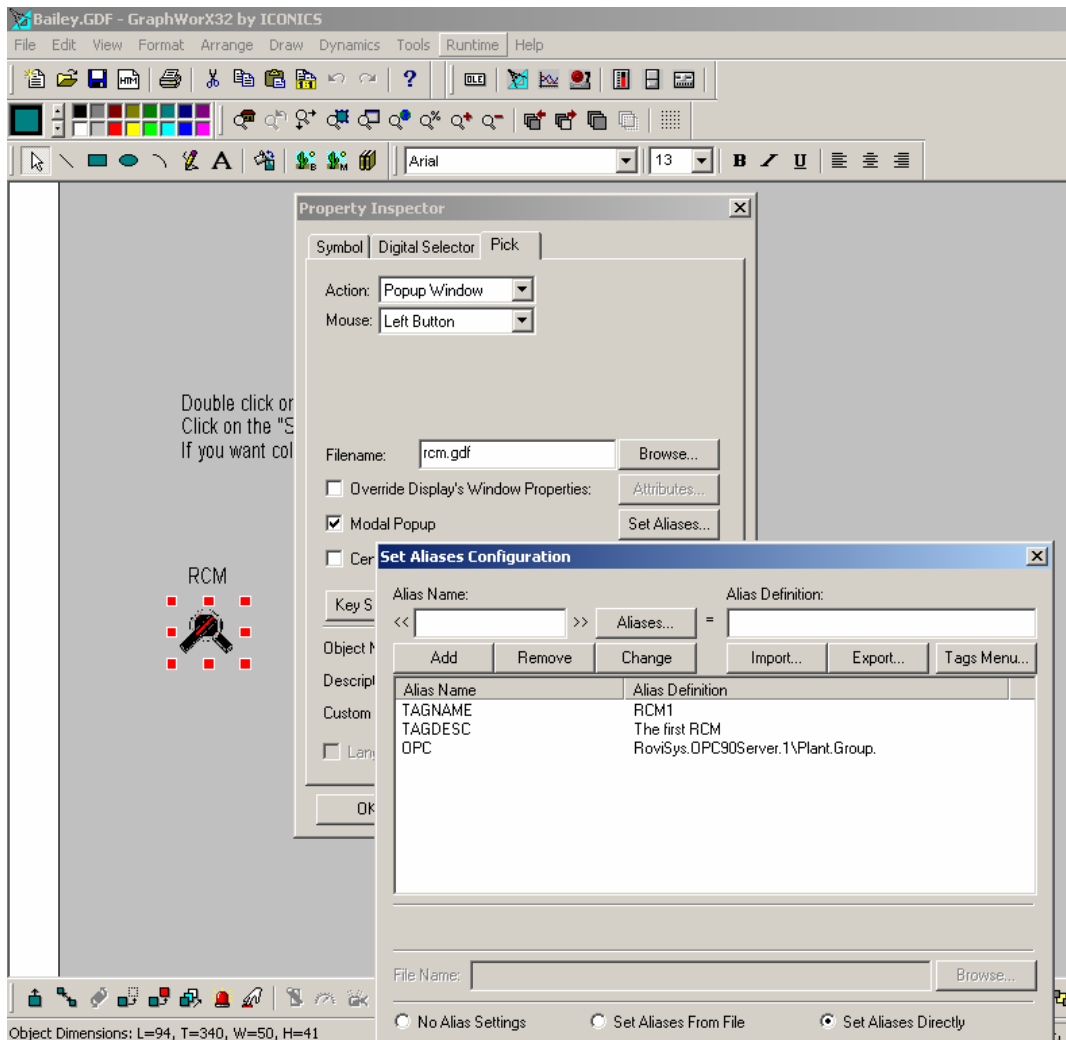 Bailey.GDF - GraphWorX32 by ICONICS
File Edit View Format Arrange Draw Dynamics Tools Runtime Help
HTM ? OLE
A B M Arial 13 B I U
Property Inspector
Symbol Digital Selector Pick
Action: Popup Window
Mouse: Left Button
Double click or
Click on the "S
If you want col
Filename: rcm.gdf Browse...
Override Display's Window Properties: Attributes...
Modal Popup Set Aliases...
Cer
Set Aliases Configuration
RCM
Alias Name: Alias Definition:
<< >> Aliases... =
Key S
Add Remove Change Import... Export... Tags Menu...
Object N
Descript
Custom
Lang
OK
Alias Name Alias Definition
TAGNAME RCM1
TAGDESC The first RCM
OPC RoviSys.OPC90Server.1\Plant.Group.
File Name: Browse...
No Alias Settings Set Aliases From File Set Aliases Directly
Object Dimensions: L=94, T=340, W=50, H=41